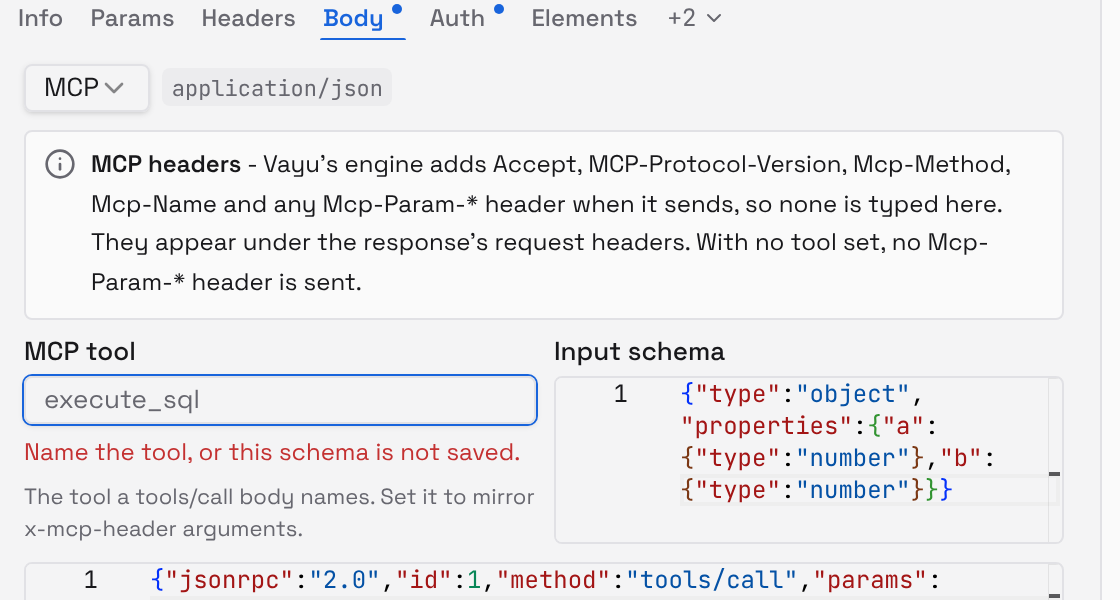 Info Params Headers Body Auth Elements +2
MCP application/json
MCP headers - Vayu's engine adds Accept, MCP-Protocol-Version, Mcp-Method,
Mcp-Name and any Mcp-Param-* header when it sends, so none is typed here.
They appear under the response's request headers. With no tool set, no Mcp-
Param-* header is sent.
MCP tool
execute_sql
Name the tool, or this schema is not saved.
The tool a tools/call body names. Set it to mirror
x-mcp-header arguments.
Input schema
1 {"type":"object",
"properties":{"a":
{"type":"number"},"b":
{"type":"number"}}}
1 {"jsonrpc":"2.0","id":1,"method":"tools/call","params":